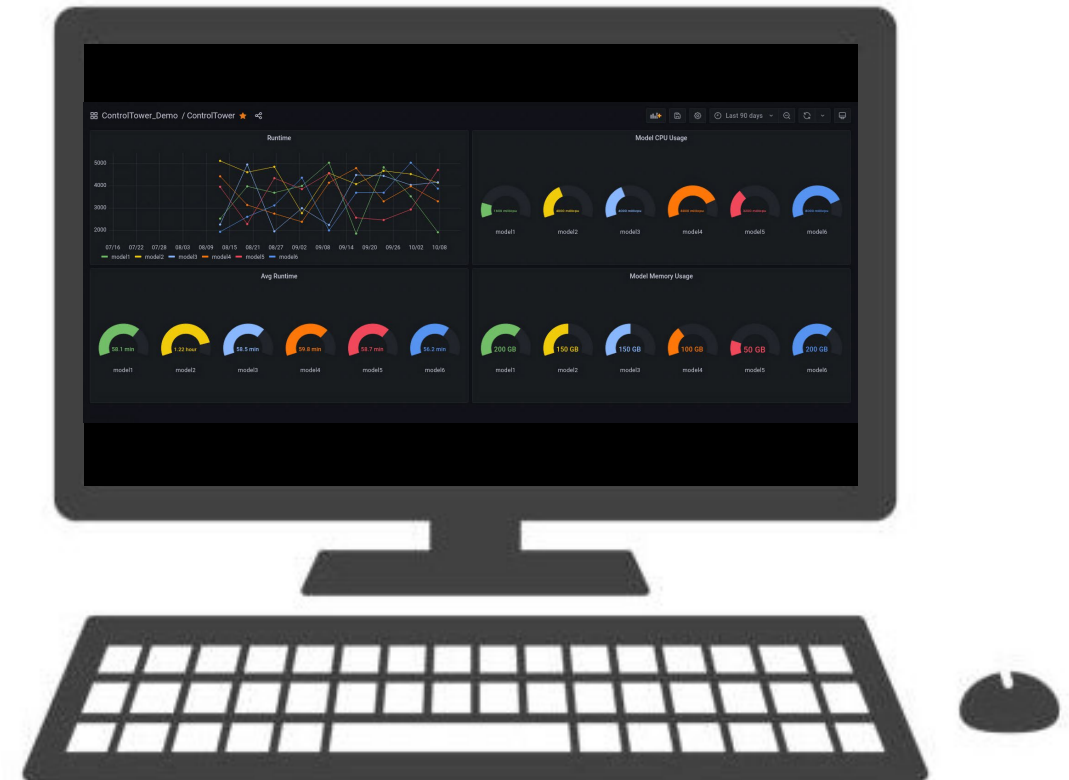 ControlTower_Demo / ControlTower
Last 90 days
Runtime
5000
4000
3000
2000
07/16 07/22 07/28 08/03 08/09 08/15 08/21 08/27 09/02 09/08 09/14 09/20 09/26 10/02 10/08
model1 model2 model3 model4 model5 model6
Model CPU Usage
model1 model2 model3 model4 model5 model6
Avg Runtime
58.1 min 1.22 hour 58.5 min 59.8 min 58.7 min 56.2 min
model1 model2 model3 model4 model5 model6
Model Memory Usage
200 GB 150 GB 150 GB 100 GB 50 GB 200 GB
model1 model2 model3 model4 model5 model6